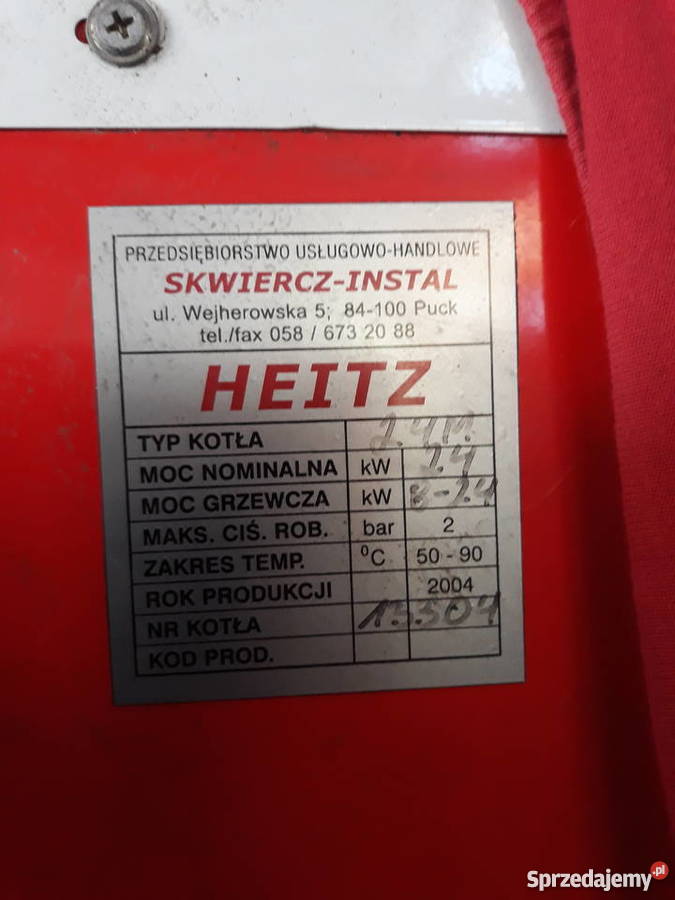 PRZEDSIĘBIORSTWO USŁUGOWO-HANDLOWE
SKWIERCZ-INSTAL
ul. Wejherowska 5; 84-100 Puck
tel./fax 058 / 673 20 88
HEITZ
TYP KOTŁA 24M
MOC NOMINALNA kW 24
MOC GRZEWCZA kW 8-24
MAKS. CIŚ. ROB. bar 2
ZAKRES TEMP. °C 50 - 90
ROK PRODUKCJI 2004
NR KOTŁA
KOD PROD.
Sprzedajemy.pl